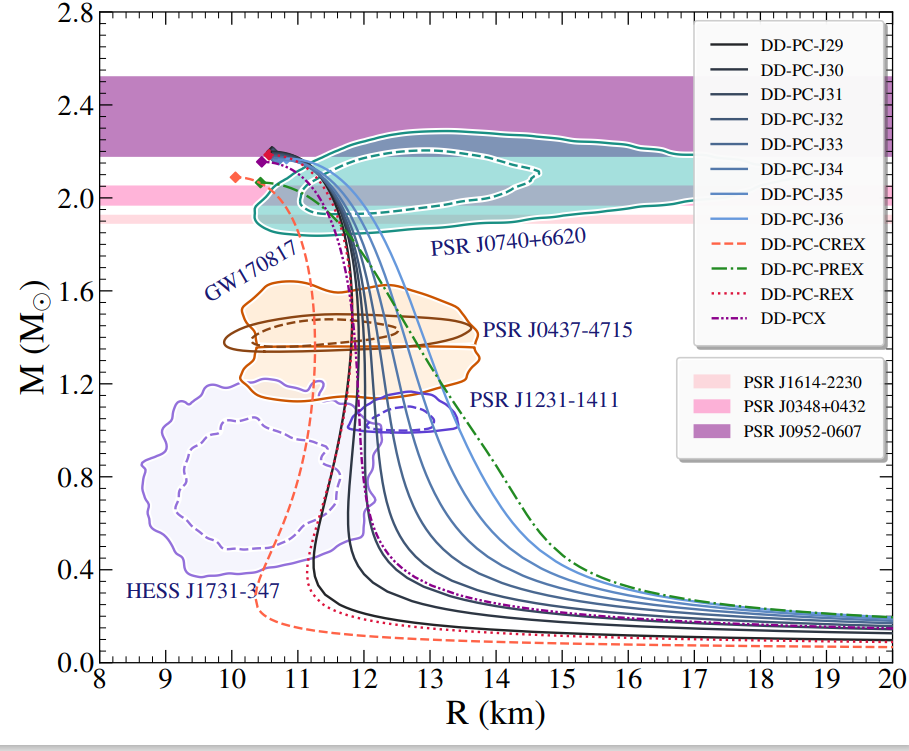 2.8
2.4
2.0
1.6
1.2
0.8
0.4
0.0
M (M☉)
8 9 10 11 12 13 14 15 16 17 18 19 20
R (km)
GW170817
PSR J0740+6620
PSR J0437-4715
PSR J1231-1411
HESS J1731-347
DD-PC-J29
DD-PC-J30
DD-PC-J31
DD-PC-J32
DD-PC-J33
DD-PC-J34
DD-PC-J35
DD-PC-J36
DD-PC-CREX
DD-PC-PREX
DD-PC-REX
DD-PCX
PSR J1614-2230
PSR J0348+0432
PSR J0952-0607